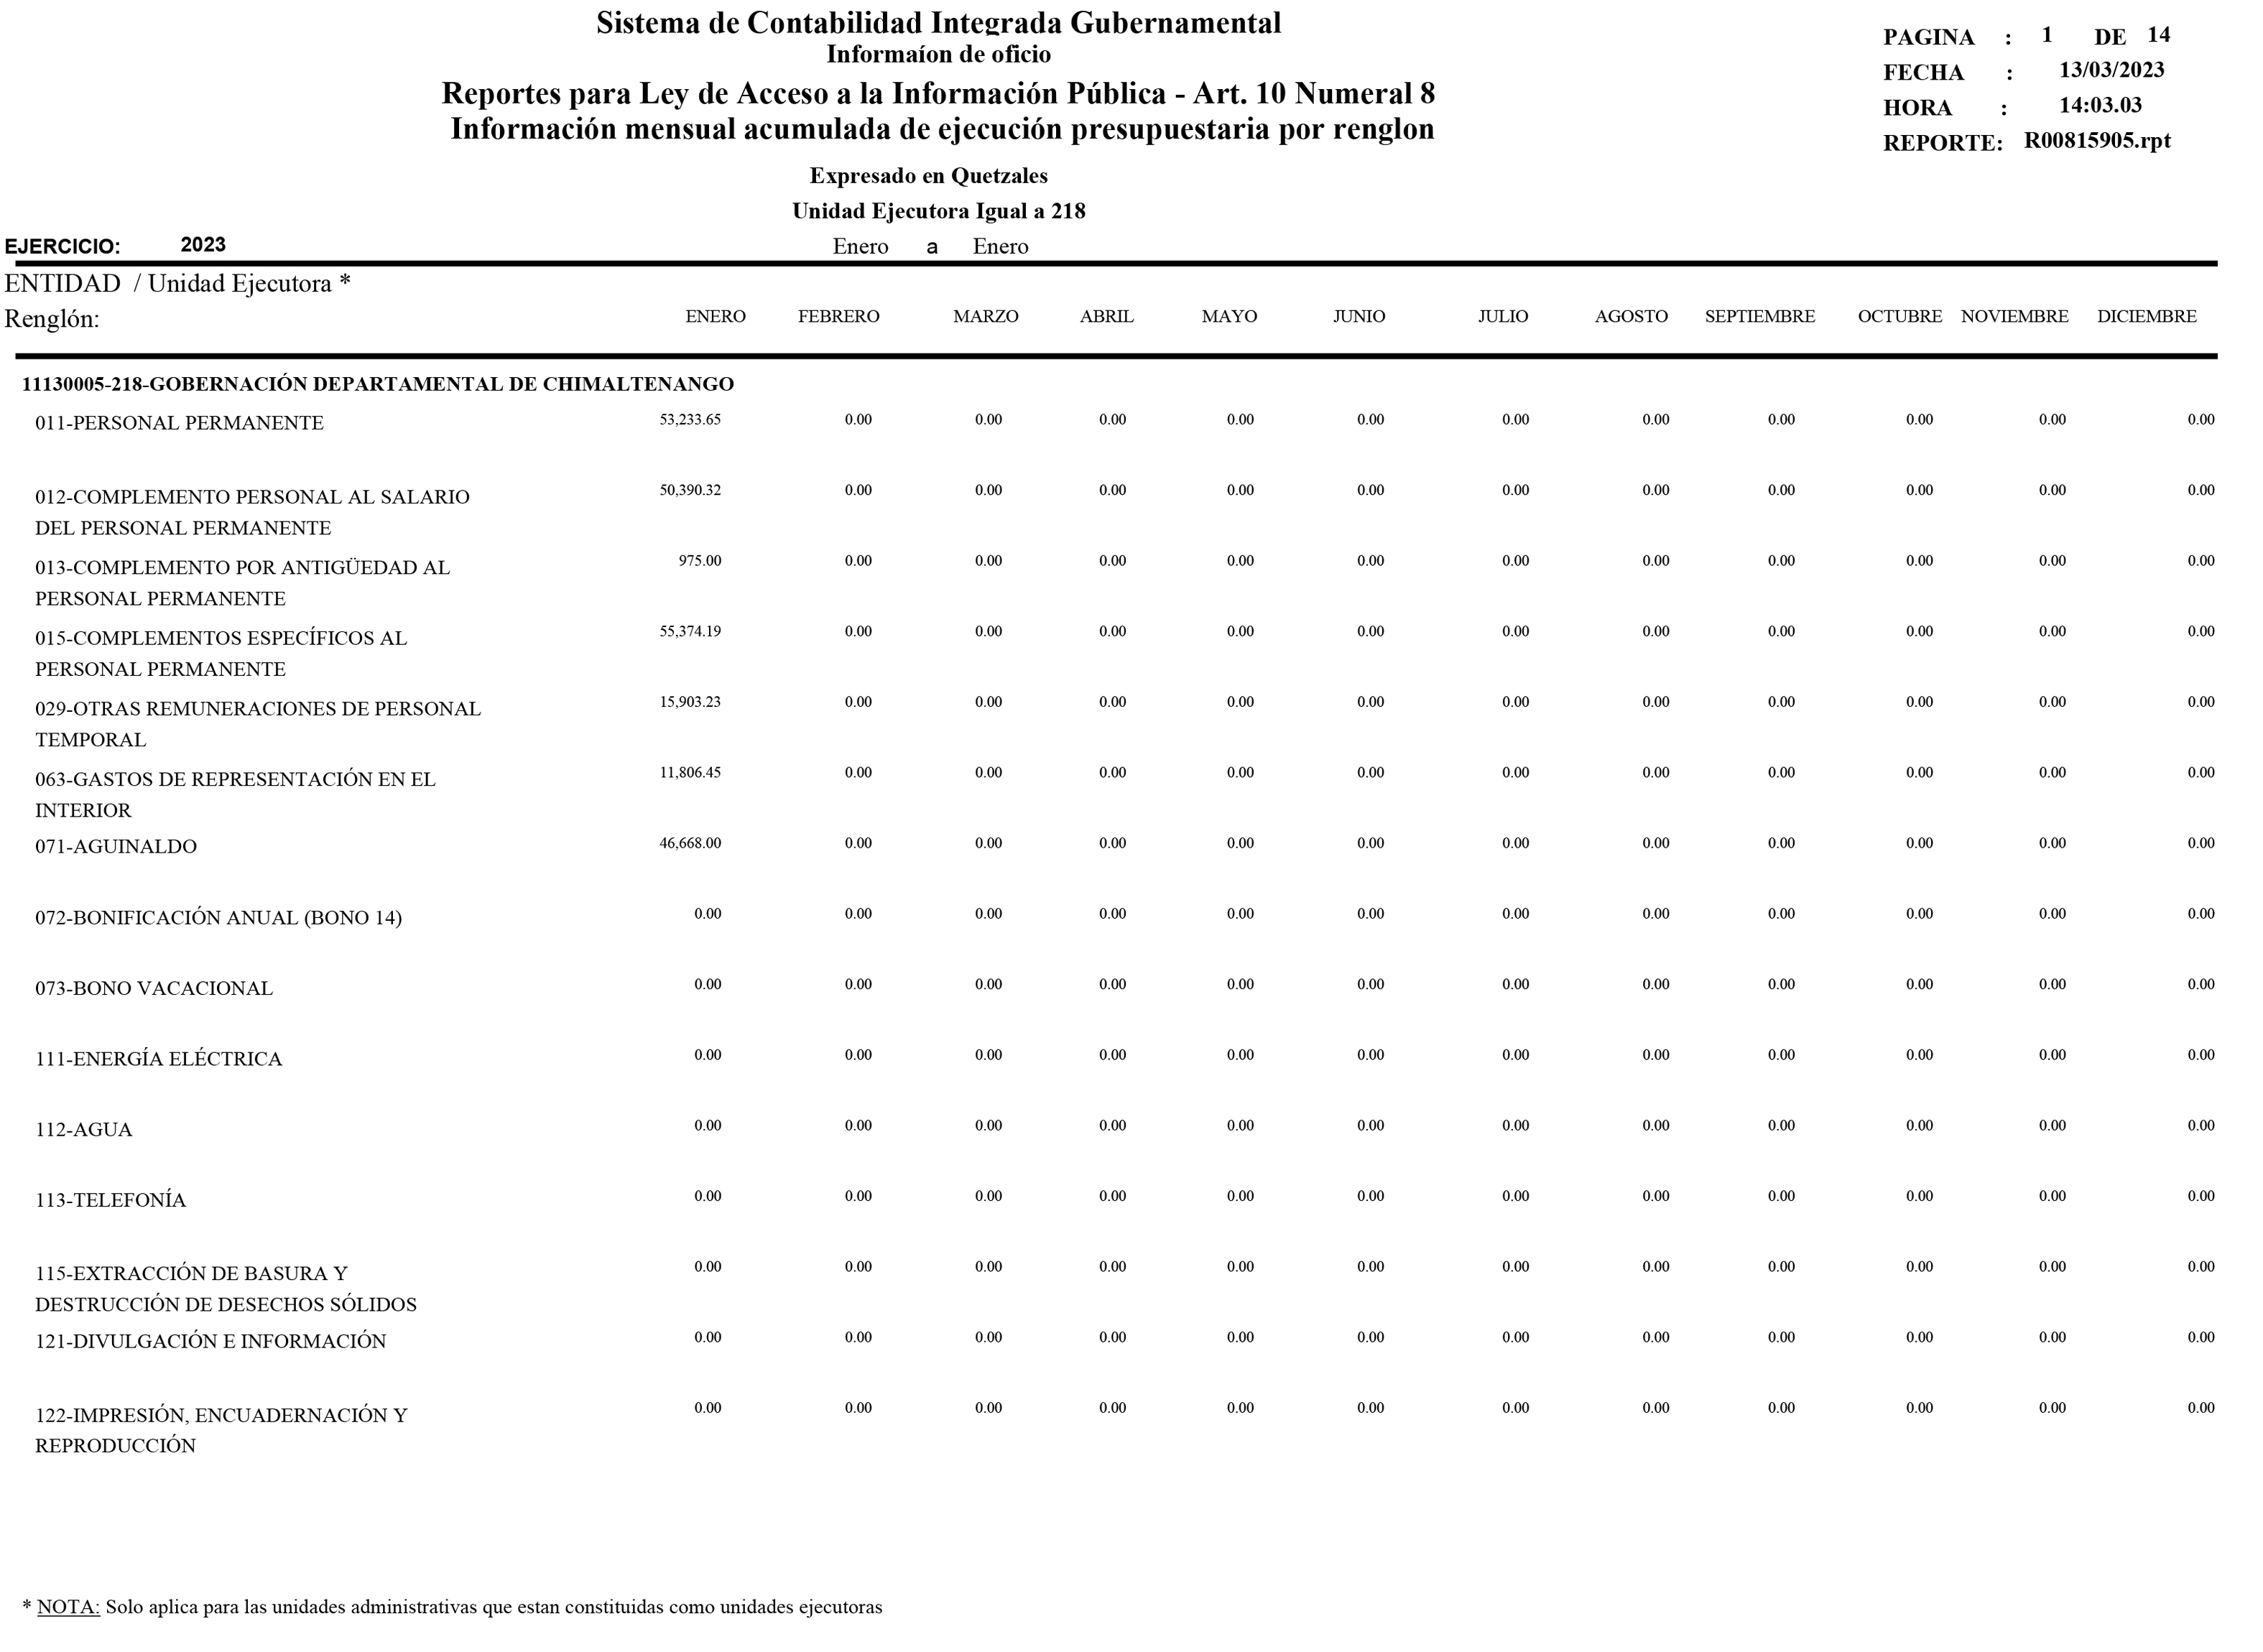 Sistema de Contabilidad Integrada Gubernamental
Informaíon de oficio
Reportes para Ley de Acceso a la Información Pública - Art. 10 Numeral 8
Información mensual acumulada de ejecución presupuestaria por renglon
Expresado en Quetzales
Unidad Ejecutora Igual a 218
PAGINA : 1 DE 14
FECHA : 13/03/2023
HORA : 14:03.03
REPORTE: R00815905.rpt
EJERCICIO: 2023 Enero a Enero
ENTIDAD / Unidad Ejecutora *
Renglón: ENERO FEBRERO MARZO ABRIL MAYO JUNIO JULIO AGOSTO SEPTIEMBRE OCTUBRE NOVIEMBRE DICIEMBRE
11130005-218-GOBERNACIÓN DEPARTAMENTAL DE CHIMALTENANGO
011-PERSONAL PERMANENTE 53,233.65 0.00 0.00 0.00 0.00 0.00 0.00 0.00 0.00 0.00 0.00 0.00
012-COMPLEMENTO PERSONAL AL SALARIO 50,390.32 0.00 0.00 0.00 0.00 0.00 0.00 0.00 0.00 0.00 0.00 0.00
DEL PERSONAL PERMANENTE
013-COMPLEMENTO POR ANTIGÜEDAD AL 975.00 0.00 0.00 0.00 0.00 0.00 0.00 0.00 0.00 0.00 0.00 0.00
PERSONAL PERMANENTE
015-COMPLEMENTOS ESPECÍFICOS AL 55,374.19 0.00 0.00 0.00 0.00 0.00 0.00 0.00 0.00 0.00 0.00 0.00
PERSONAL PERMANENTE
029-OTRAS REMUNERACIONES DE PERSONAL 15,903.23 0.00 0.00 0.00 0.00 0.00 0.00 0.00 0.00 0.00 0.00 0.00
TEMPORAL
063-GASTOS DE REPRESENTACIÓN EN EL 11,806.45 0.00 0.00 0.00 0.00 0.00 0.00 0.00 0.00 0.00 0.00 0.00
INTERIOR
071-AGUINALDO 46,668.00 0.00 0.00 0.00 0.00 0.00 0.00 0.00 0.00 0.00 0.00 0.00
072-BONIFICACIÓN ANUAL (BONO 14) 0.00 0.00 0.00 0.00 0.00 0.00 0.00 0.00 0.00 0.00 0.00 0.00
073-BONO VACACIONAL 0.00 0.00 0.00 0.00 0.00 0.00 0.00 0.00 0.00 0.00 0.00 0.00
111-ENERGÍA ELÉCTRICA 0.00 0.00 0.00 0.00 0.00 0.00 0.00 0.00 0.00 0.00 0.00 0.00
112-AGUA 0.00 0.00 0.00 0.00 0.00 0.00 0.00 0.00 0.00 0.00 0.00 0.00
113-TELEFONÍA 0.00 0.00 0.00 0.00 0.00 0.00 0.00 0.00 0.00 0.00 0.00 0.00
115-EXTRACCIÓN DE BASURA Y 0.00 0.00 0.00 0.00 0.00 0.00 0.00 0.00 0.00 0.00 0.00 0.00
DESTRUCCIÓN DE DESECHOS SÓLIDOS
121-DIVULGACIÓN E INFORMACIÓN 0.00 0.00 0.00 0.00 0.00 0.00 0.00 0.00 0.00 0.00 0.00 0.00
122-IMPRESIÓN, ENCUADERNACIÓN Y 0.00 0.00 0.00 0.00 0.00 0.00 0.00 0.00 0.00 0.00 0.00 0.00
REPRODUCCIÓN
* NOTA: Solo aplica para las unidades administrativas que estan constituidas como unidades ejecutoras